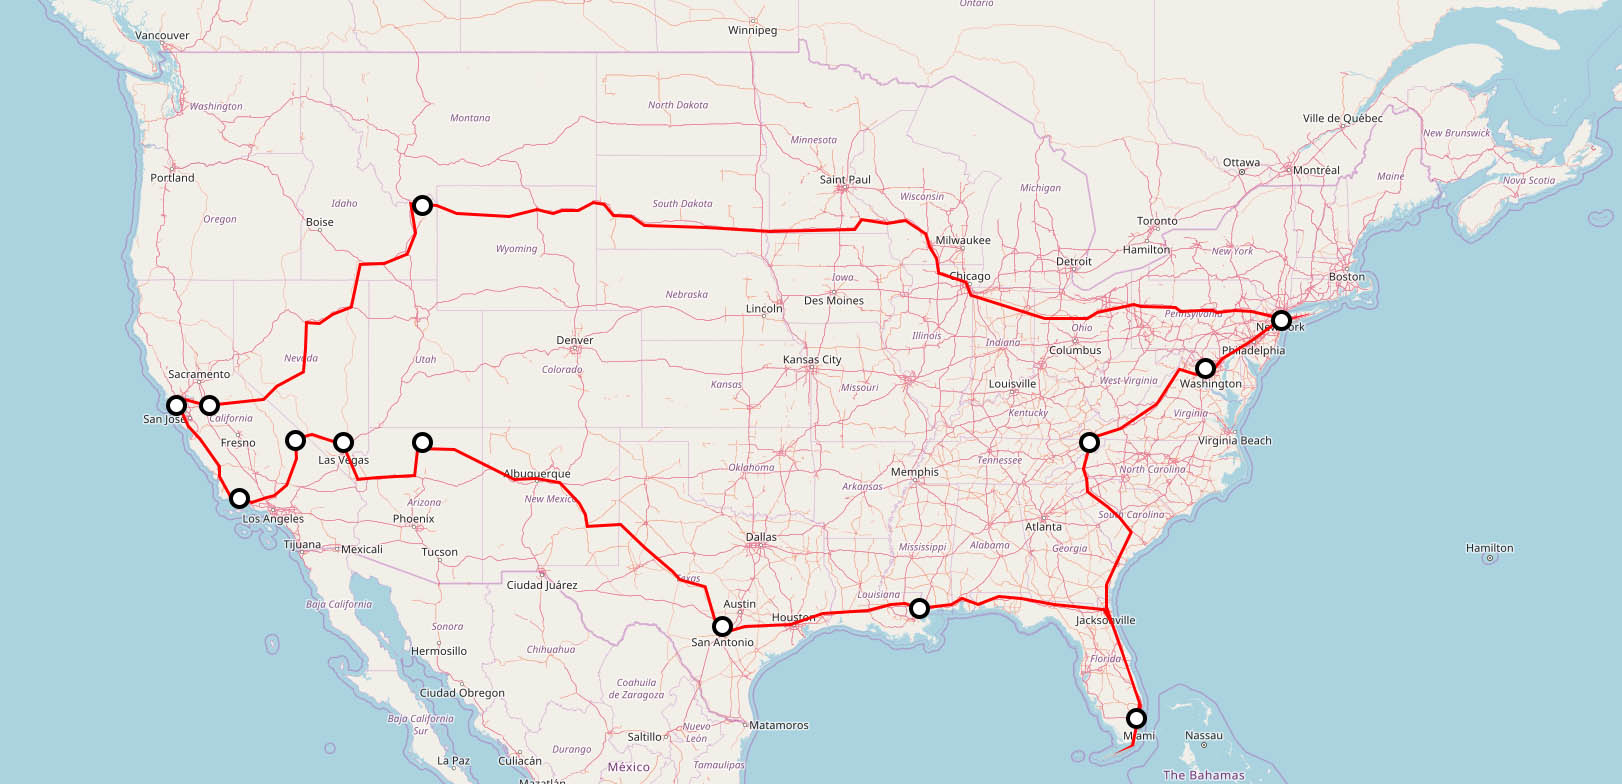 Ontario
Vancouver
Winnipeg
Washington
North Dakota
Montana
Minnesota
Ville de Québec
New Brunswick
Ottawa
Montréal
Portland
Saint Paul
Maine
Nova Scotia
Michigan
Wisconsin
Idaho
South Dakota
Oregon
Boise
Toronto
Milwaukee
Hamilton
New York
Wyoming
Detroit
Chicago
Iowa
Boston
Nebraska
Des Moines
Lincoln
Pennsylvania
New York
Ohio
Illinois
Indiana
Denver
Columbus
Philadelphia
Nevada
Utah
Kansas City
Colorado
Sacramento
Kansas
Missouri
Louisville
West Virginia
Washington
San José
California
Kentucky
Virginia
Fresno
Virginia Beach
Las Vegas
Tennessee
Albuquerque
Oklahoma
Memphis
North Carolina
Arkansas
New Mexico
Arizona
Los Angeles
Phoenix
South Carolina
Atlanta
Tijuana
Mexicali
Dallas
Mississippi
Alabama
Georgia
Hamilton
Tucson
Ciudad Juárez
Texas
Louisiana
Baja California
Austin
Houston
Jacksonville
Sonora
San Antonio
Hermosillo
Chihuahua
Florida
Coahuila
de Zaragoza
Ciudad Obregon
Baja California
Sur
Nuevo
León
Matamoros
Saltillo
Miami
Nassau
Durango
La Paz
Culiacán
México
Tamaulipas
The Bahamas
Mazatlán